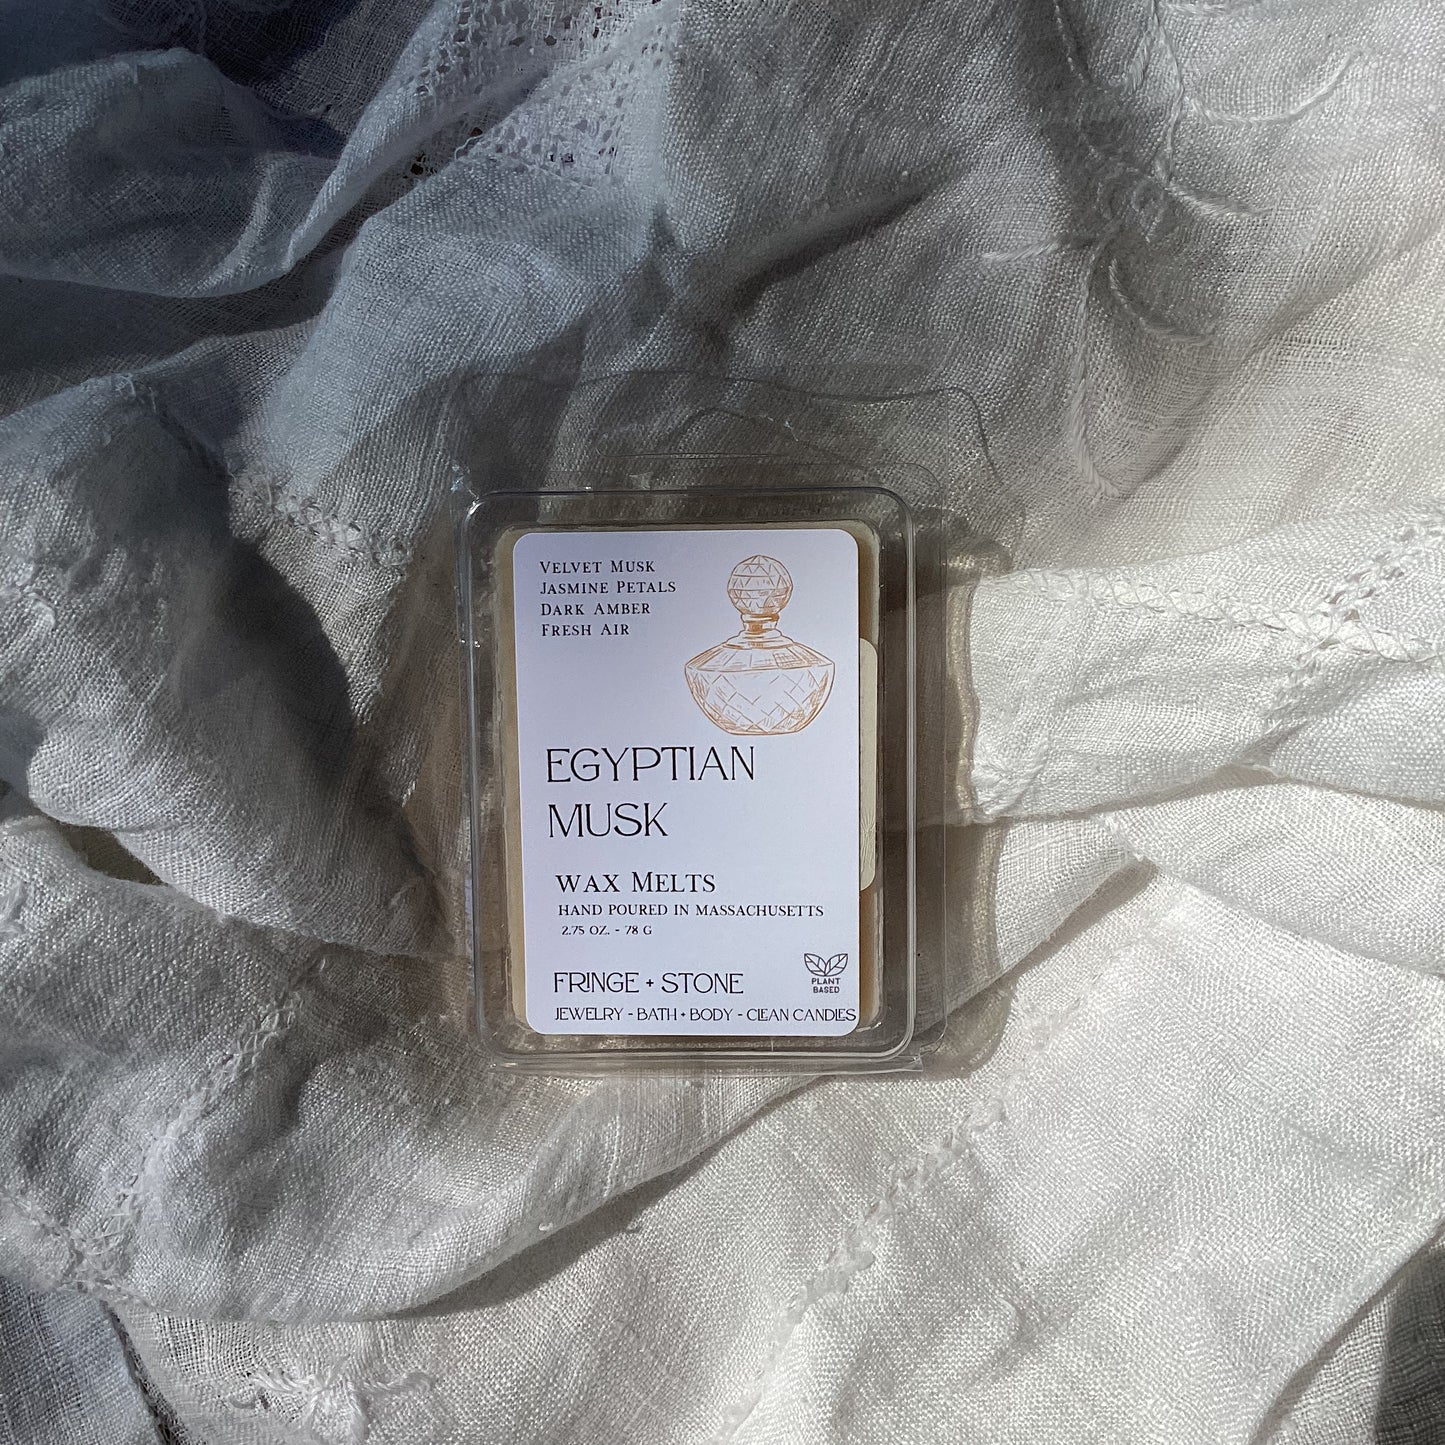 VELVET MUSK
JASMINE PETALS
DARK AMBER
FRESH AIR
EGYPTIAN
MUSK
WAX MELTS
HAND POURED IN MASSACHUSETTS
2.75 OZ. - 78 G
FRINGE + STONE
PLANT
BASED
JEWELRY - BATH + BODY - CLEAN CANDLES